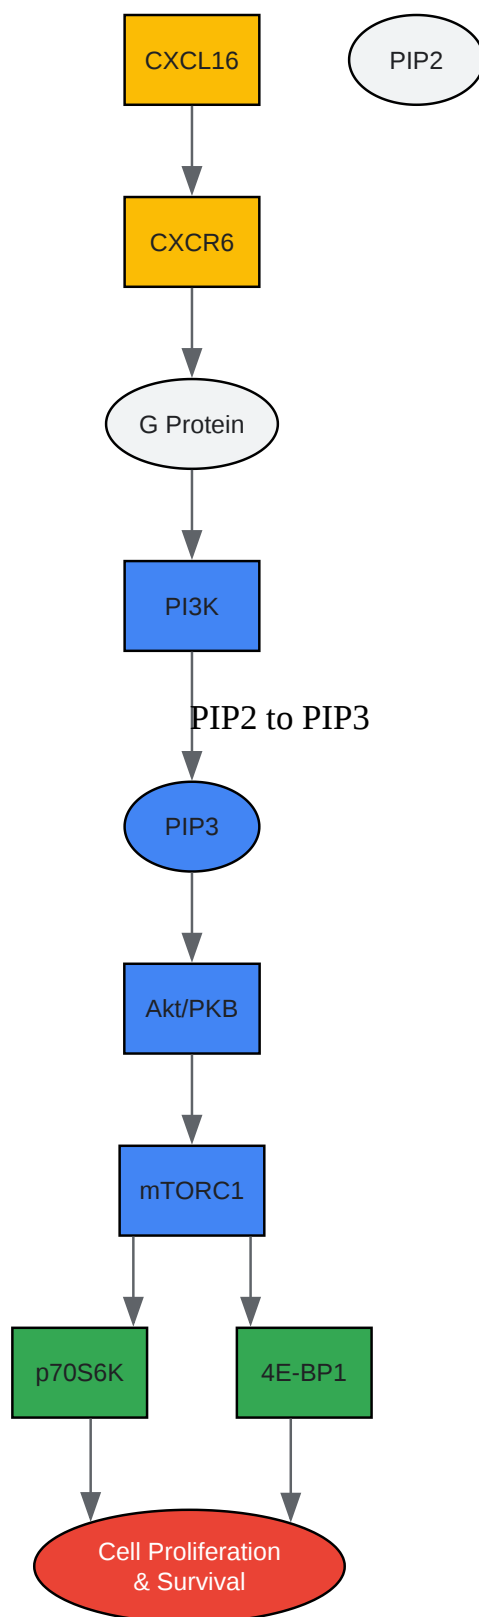 CXCL16
PIP2
CXCR6
G Protein
PI3K
PIP2 to PIP3
PIP3
Akt/PKB
mTORC1
p70S6K
4E-BP1
Cell Proliferation
& Survival